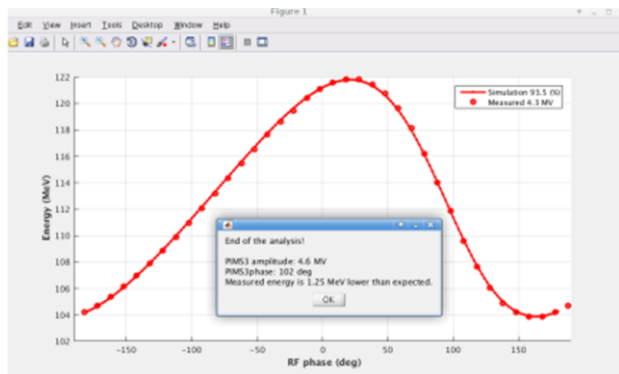 Figure 1
Edit View Insert Tools Desktop Window Help
122
120
118
116
114
112
110
108
106
104
102
Energy (MeV)
Simulation 93.5 (%)
Measured 4.3 MV
End of the analysis!
PIMS3 amplitude: 4.6 MV
PIMS3phase: 102 deg
Measured energy is 1.25 MeV lower than expected.
OK
-150 -100 -50 0 50 100 150
RF phase (deg)